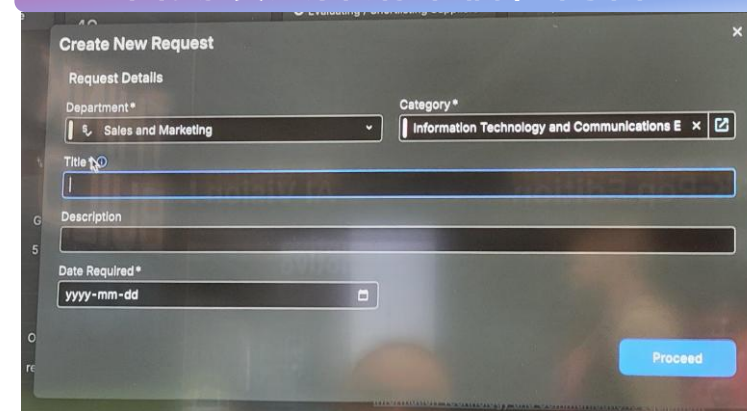 Create New Request
Request Details
Department*
Sales and Marketing
Category*
Information Technology and Communications E
Title
Description
Date Required*
yyyy-mm-dd
Proceed